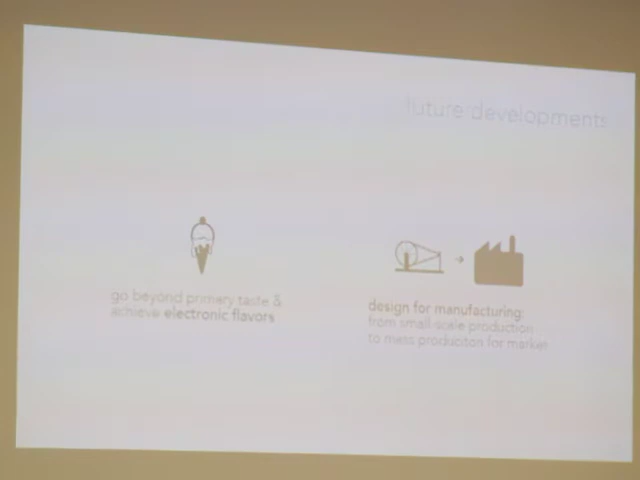 future developments
go beyond primary taste &
achieve electronic flavors
design for manufacturing:
from small-scale production
to mass produciton for market